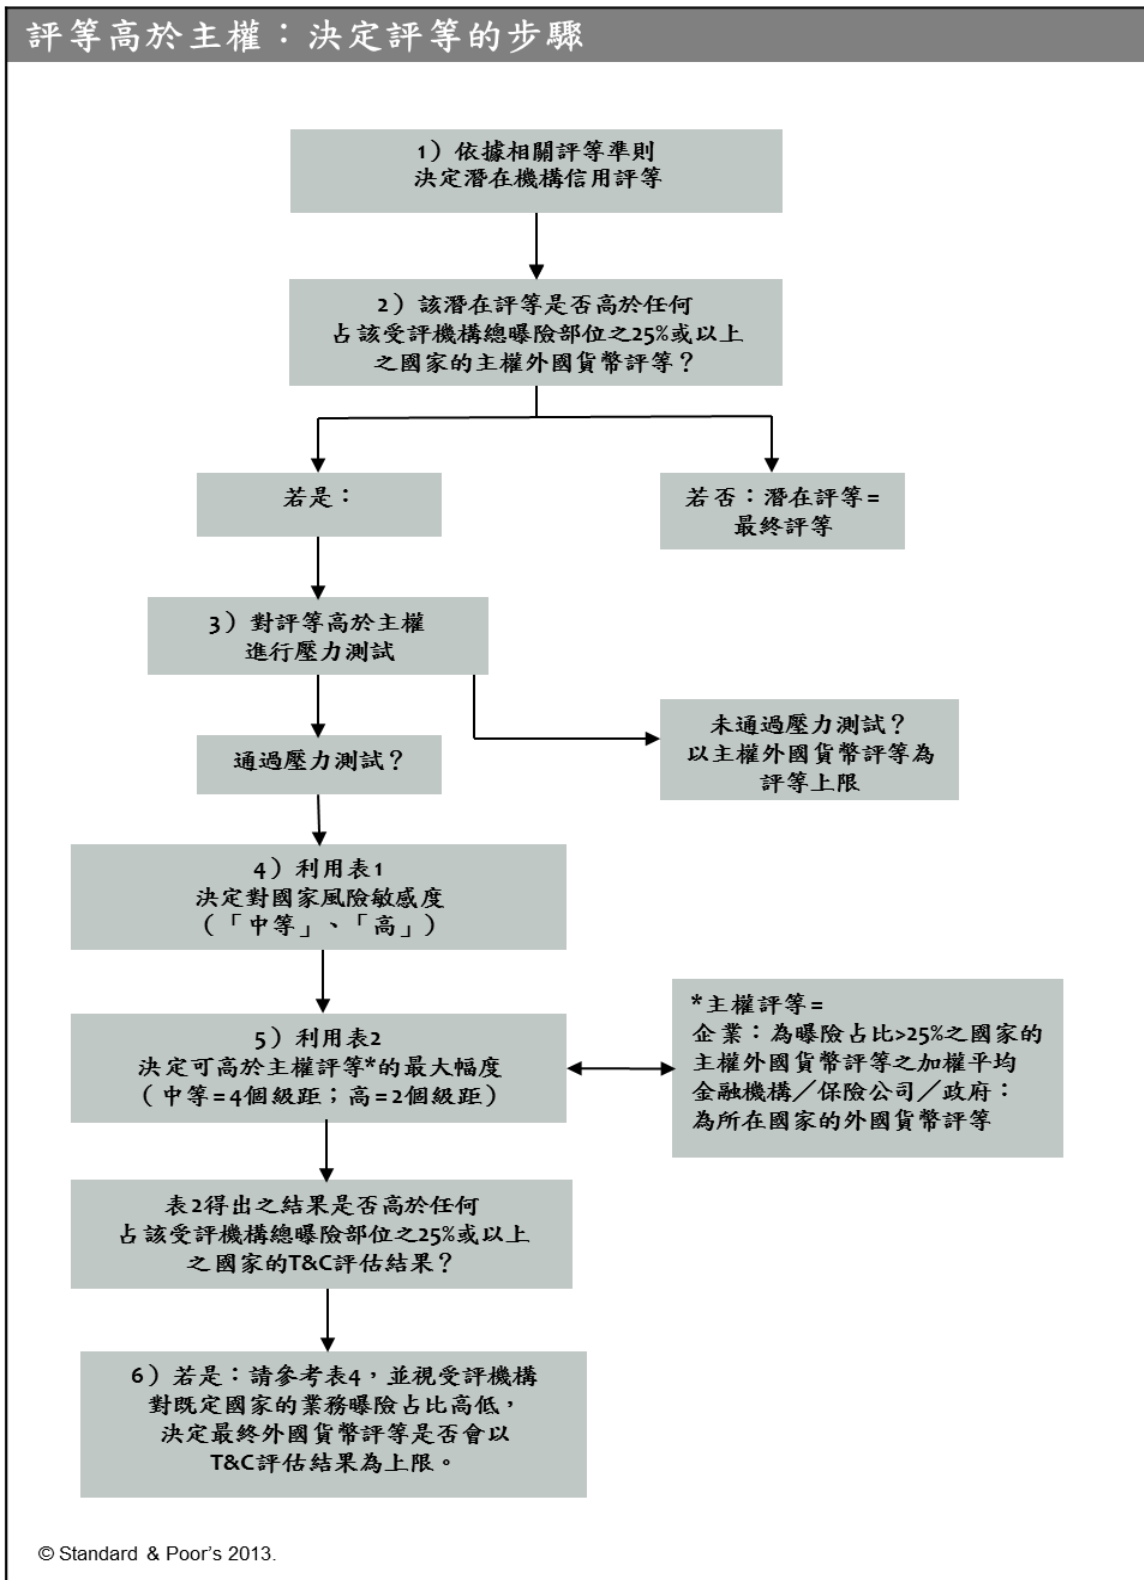 評等高於主權：決定評等的步驟
1）依據相關評等準則
決定潛在機構信用評等
2）該潛在評等是否高於任何
占該受評機構總曝險部位之25%或以上
之國家的主權外國貨幣評等？
若是：
若否：潛在評等=
最終評等
3）對評等高於主權
進行壓力測試
未通過壓力測試？
以主權外國貨幣評等為
評等上限
通過壓力測試？
4）利用表1
決定對國家風險敏感度
（「中等」、「高」）
5）利用表2
決定可高於主權評等*的最大幅度
（中等=4個級距；高=2個級距）
*主權評等=
企業：為曝險占比>25%之國家的
主權外國貨幣評等之加權平均
金融機構／保險公司／政府：
為所在國家的外國貨幣評等
表2得出之結果是否高於任何
占該受評機構總曝險部位之25%或以上
之國家的T&C評估結果？
6）若是：請參考表4，並視受評機構
對既定國家的業務曝險占比高低，
決定最終外國貨幣評等是否會以
T&C評估結果為上限。
© Standard & Poor's 2013.